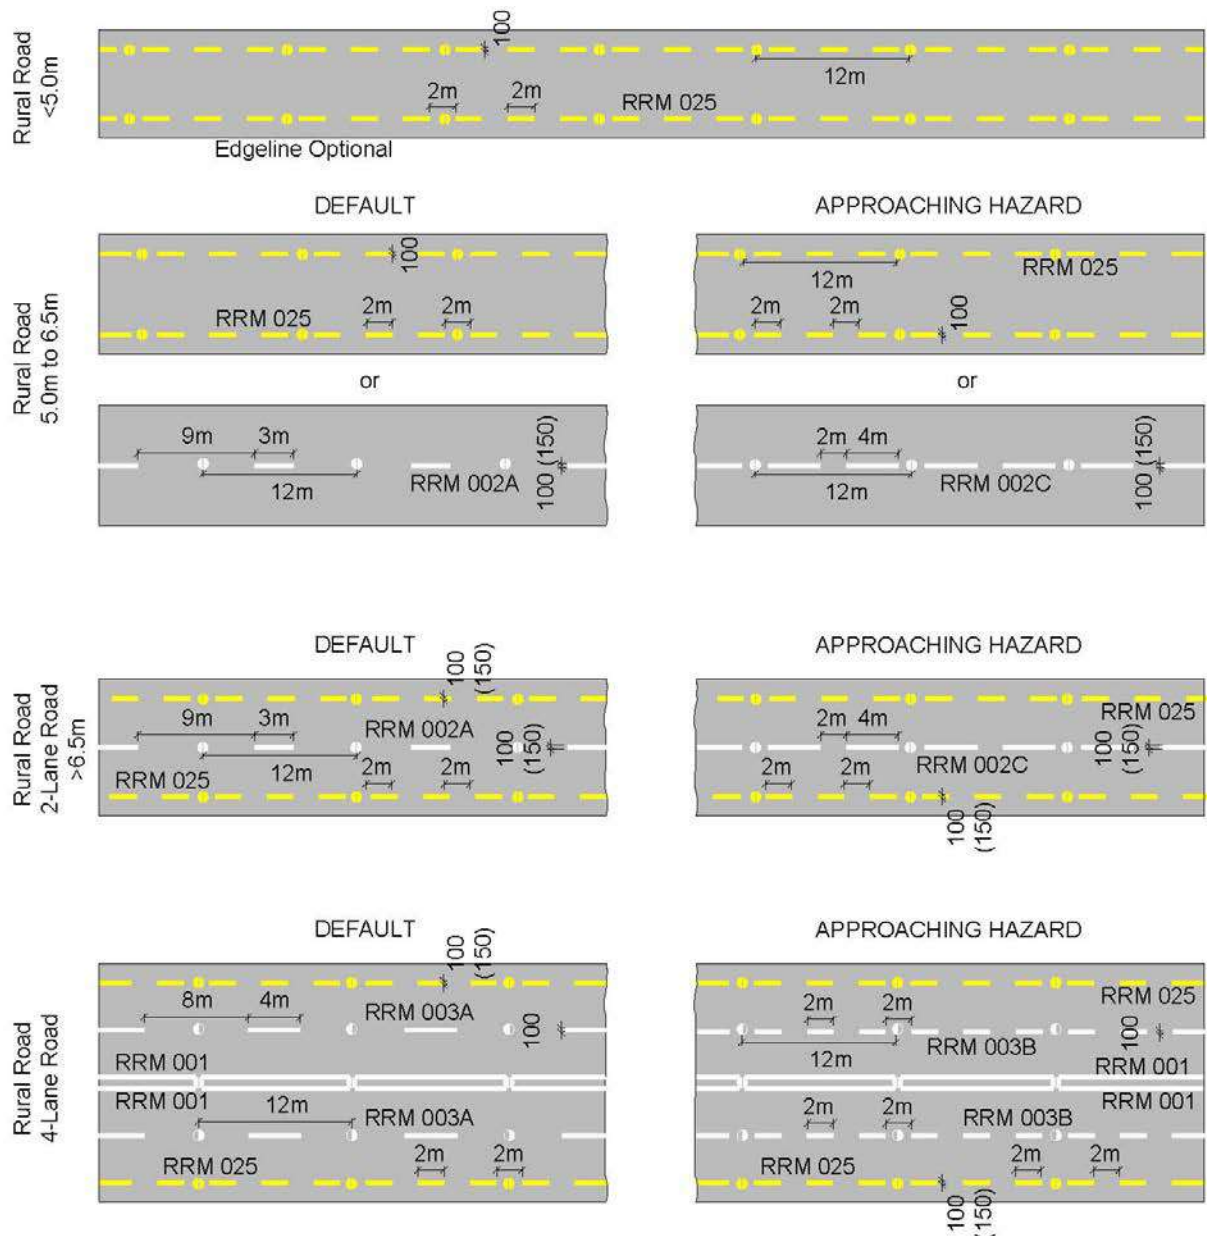 Rural Road
<5.0m
100
12m
2m
2m
RRM 025
Edgeline Optional
DEFAULT
APPROACHING HAZARD
Rural Road
5.0m to 6.5m
100
RRM 025
2m
2m
12m
RRM 025
2m
2m
100
or
or
9m
3m
12m
RRM 002A
100 (150)
2m
4m
12m
RRM 002C
100 (150)
DEFAULT
APPROACHING HAZARD
Rural Road
2-Lane Road
>6.5m
100
(150)
9m
3m
RRM 002A
100
(150)
12m
RRM 025
2m
2m
2m
4m
RRM 025
100
(150)
RRM 002C
2m
2m
100
(150)
DEFAULT
APPROACHING HAZARD
Rural Road
4-Lane Road
100
(150)
8m
4m
RRM 003A
100
RRM 001
RRM 001
12m
RRM 003A
RRM 025
2m
2m
RRM 025
2m
2m
12m
RRM 003B
100
RRM 001
RRM 001
2m
2m
RRM 003B
RRM 025
2m
2m
100
(150)